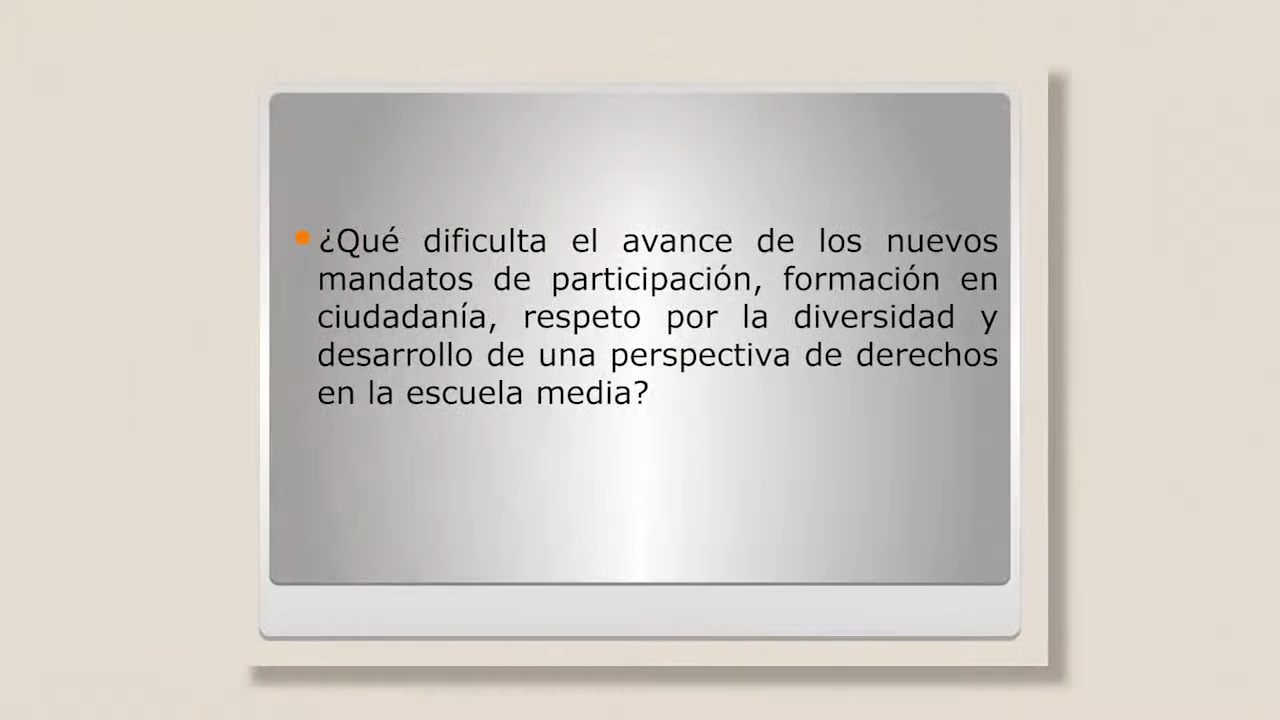 ¿Qué dificulta el avance de los nuevos
mandatos de participación, formación en
ciudadanía, respeto por la diversidad y
desarrollo de una perspectiva de derechos
en la escuela media?